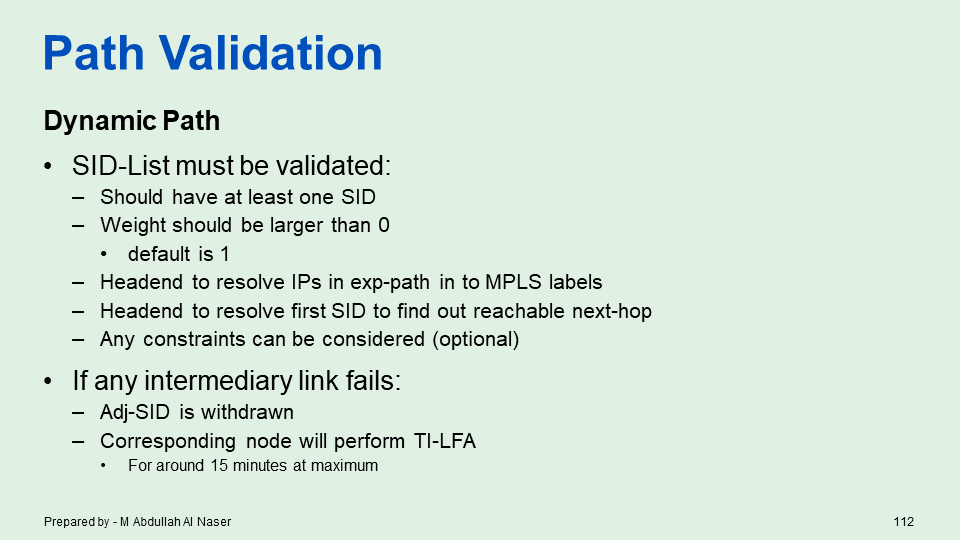 Path Validation
Dynamic Path
• SID-List must be validated:
– Should have at least one SID
– Weight should be larger than 0
• default is 1
– Headend to resolve IPs in exp-path in to MPLS labels
– Headend to resolve first SID to find out reachable next-hop
– Any constraints can be considered (optional)
• If any intermediary link fails:
– Adj-SID is withdrawn
– Corresponding node will perform TI-LFA
• For around 15 minutes at maximum
Prepared by - M Abdullah Al Naser
112